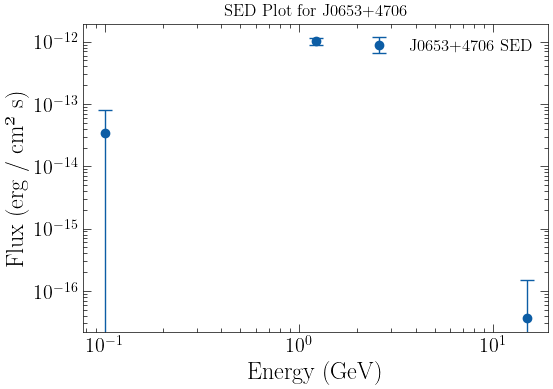 SED Plot for J0653+4706
J0653+4706 SED
Flux (erg / cm² s)
10⁻¹²
10⁻¹³
10⁻¹⁴
10⁻¹⁵
10⁻¹⁶
10⁻¹ 10⁰ 10¹
Energy (GeV)